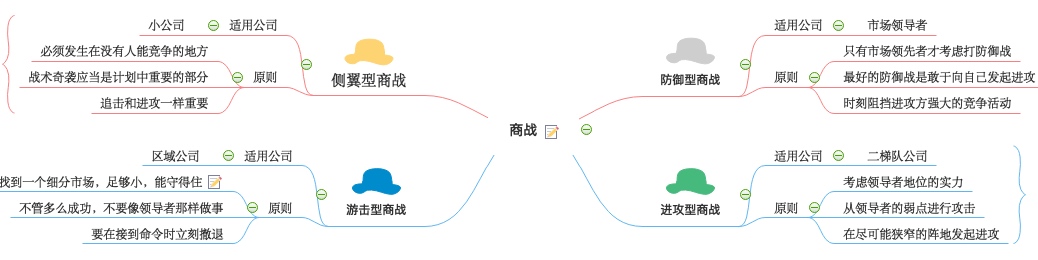 商战
侧翼型商战
适用公司
小公司
原则
必须发生在没有人能竞争的地方
战术奇袭应当是计划中重要的部分
追击和进攻一样重要
防御型商战
适用公司
市场领导者
原则
只有市场领先者才考虑打防御战
最好的防御战是敢于向自己发起进攻
时刻阻挡进攻方强大的竞争活动
游击型商战
适用公司
区域公司
原则
找到一个细分市场，足够小，能守得住
不管多么成功，不要像领导者那样做事
要在接到命令时立刻撤退
进攻型商战
适用公司
二梯队公司
原则
考虑领导者地位的实力
从领导者的弱点进行攻击
在尽可能狭窄的阵地发起进攻